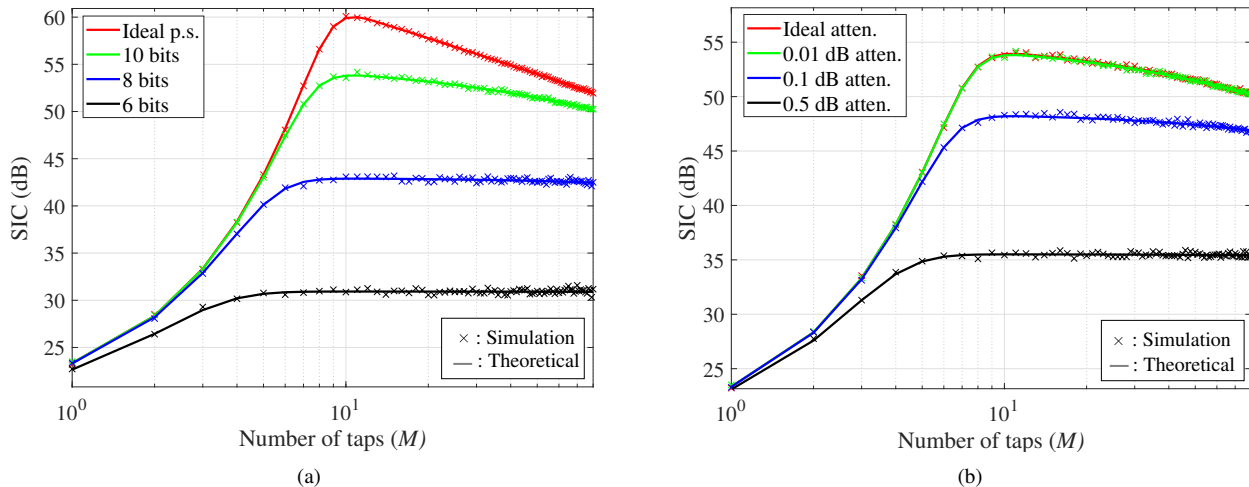 60
55
50
45
40
35
30
25
SIC (dB)
Ideal p.s.
10 bits
8 bits
6 bits
× : Simulation
— : Theoretical
10^0
10^1
Number of taps (M)
(a)
55
50
45
40
35
30
25
SIC (dB)
Ideal atten.
0.01 dB atten.
0.1 dB atten.
0.5 dB atten.
× : Simulation
— : Theoretical
10^0
10^1
Number of taps (M)
(b)